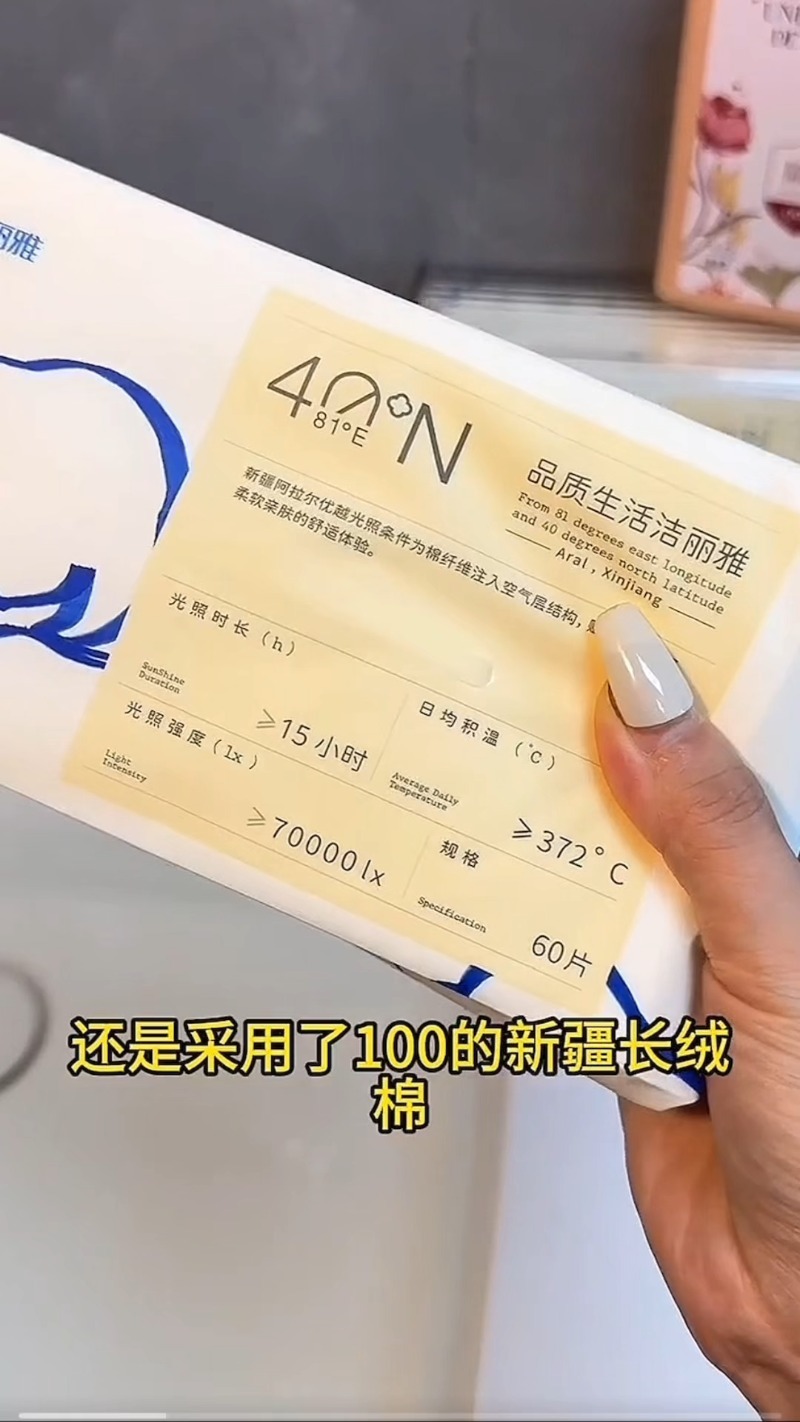 丽雅
40°N
81°E
品质生活洁丽雅
From 81 degrees east longitude
and 40 degrees north latitude
Aral, Xinjiang
新疆阿拉尔优越光照条件为棉纤维注入空气层结构,
柔软亲肤的舒适体验。
光照时长(h)
SunShine
Duration
≥15小时
日均积温(℃)
Average Daily
Temperature
≥372°C
光照强度(lx)
Light
Intensity
≥70000lx
规格
Specification
60片
还是采用了100的新疆长绒
棉